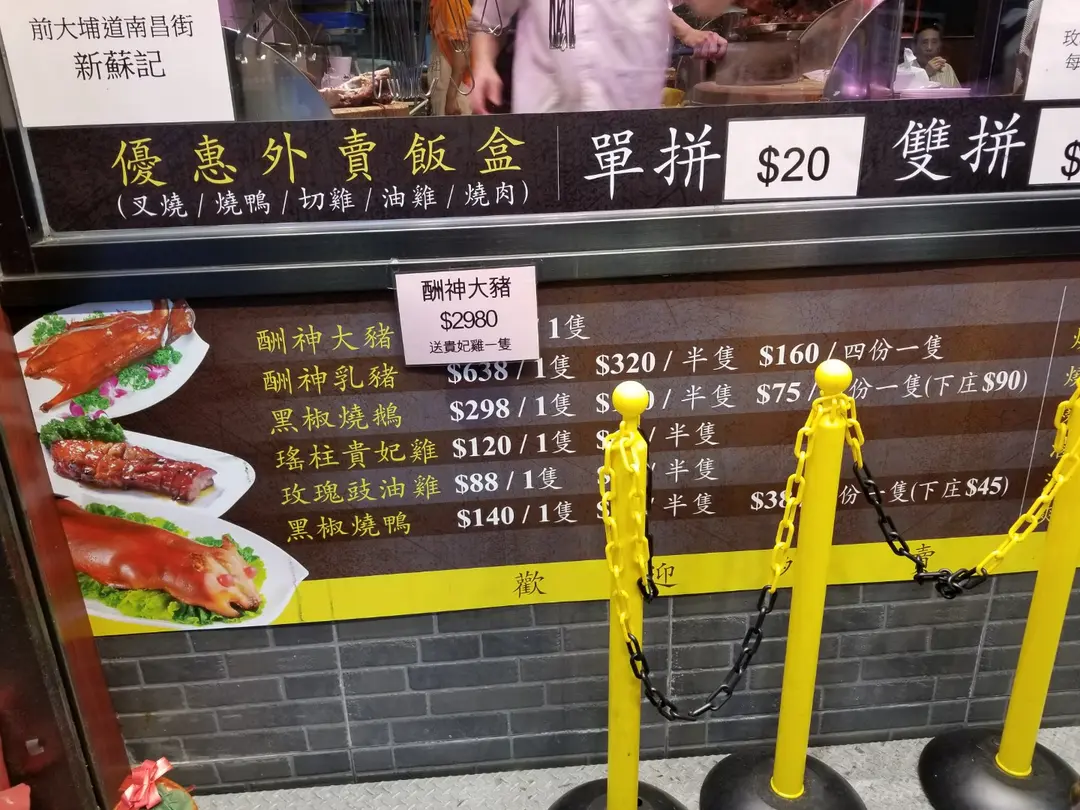 前大埔道南昌街
新蘇記
玫
每
優惠外賣飯盒
(叉燒/燒鴨/切雞/油雞/燒肉)
單拼 $20 雙拼 $
酬神大豬
$2980
送貴妃雞一隻
酬神大豬 1隻
酬神乳豬 $638/1隻 $320/半隻 $160/四份一隻
黑椒燒鵝 $298/1隻 /半隻 $75/ 份一隻(下庄$90)
瑤柱貴妃雞 $120/1隻 /半隻
玫瑰豉油雞 $88/1隻 /半隻
黑椒燒鴨 $140/1隻 /半隻 份一隻(下庄$45)
歡迎 賣